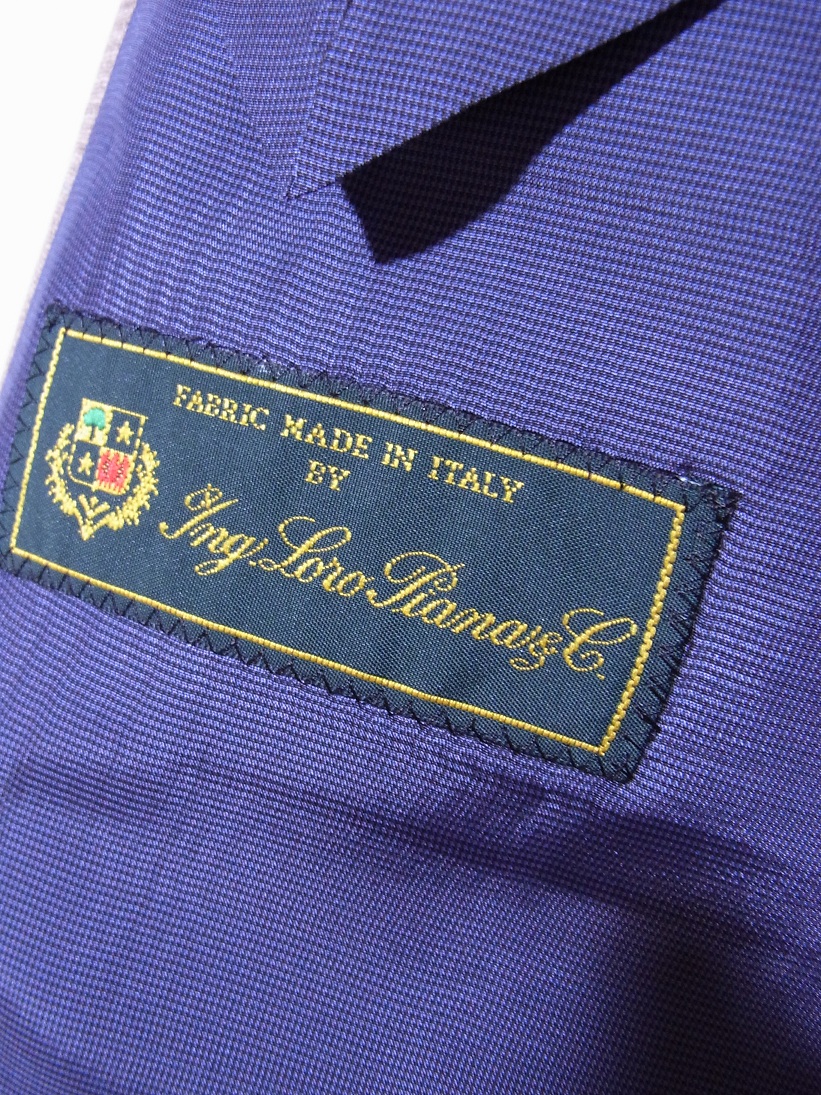 FABRIC MADE IN ITALY
BY
Ing. Loro Piana & C.